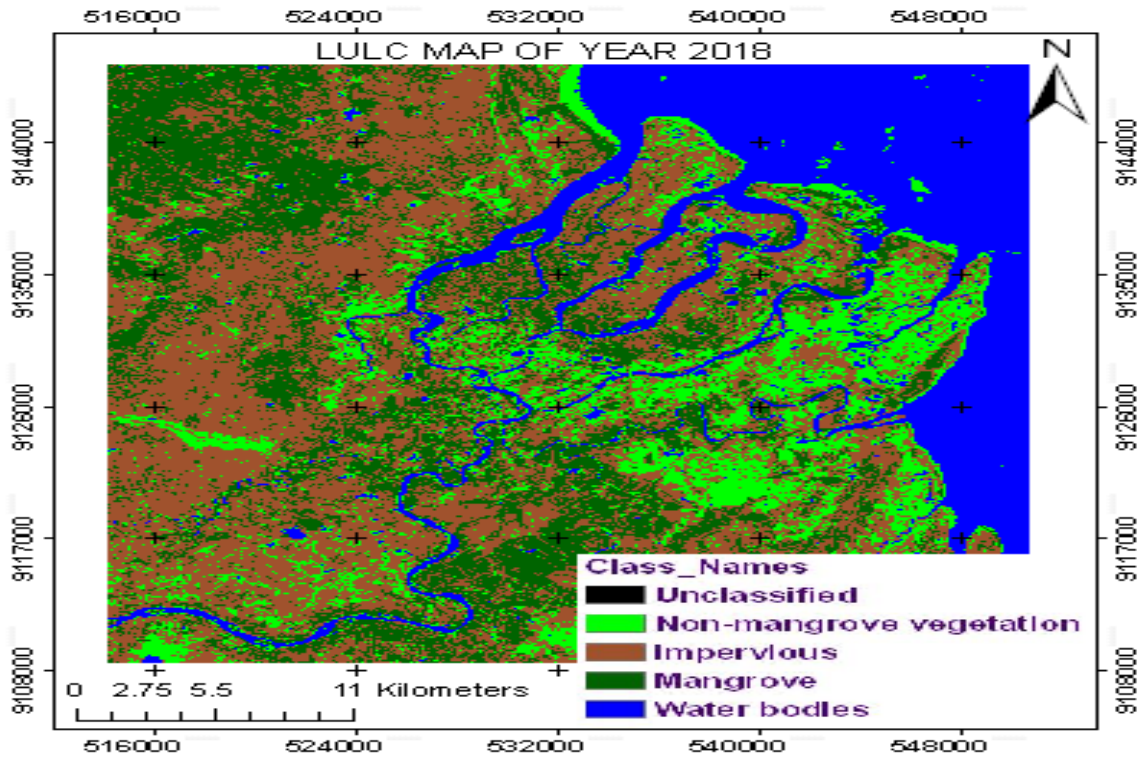 516000 524000 532000 540000 548000
LULC MAP OF YEAR 2018
N
9144000 9144000
9135000 9135000
9126000 9126000
9117000 9117000
9108000 9108000
Class_Names
Unclassified
Non-mangrove vegetation
Impervious
Mangrove
Water bodies
0 2.75 5.5 11 Kilometers
516000 524000 532000 540000 548000